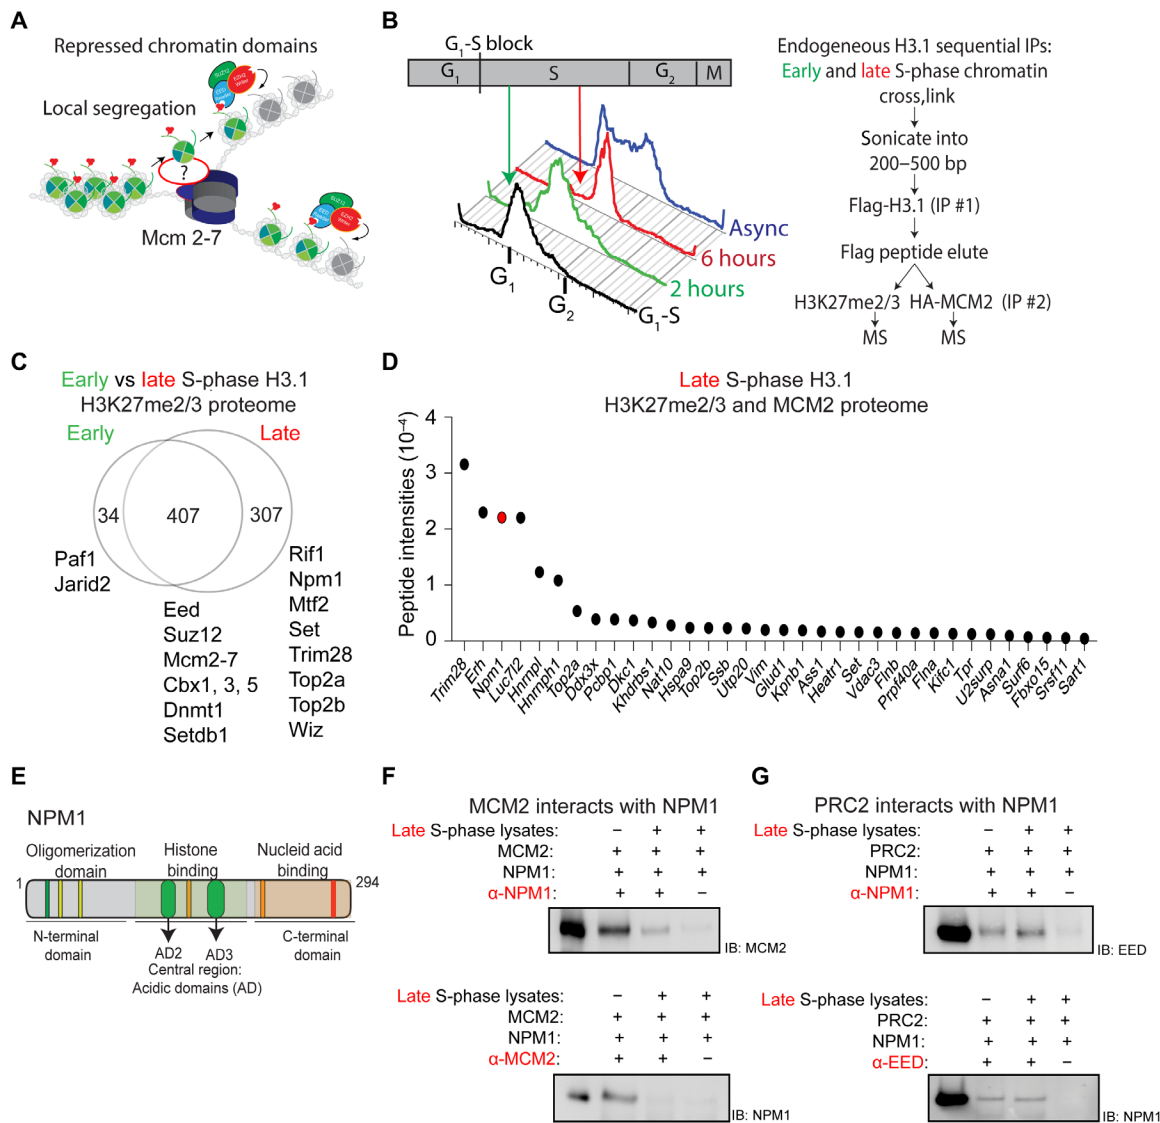 A
Repressed chromatin domains
Local segregation
SUZ12
EZH2
Writer
EED
?
Mcm 2-7
SUZ12
EZH2
Writer
EED
B
G1-S block
G1
S
G2
M
Async
6 hours
2 hours
G1-S
G1
G2
Endogeneous H3.1 sequential IPs:
Early and late S-phase chromatin
cross,link
Sonicate into
200–500 bp
Flag-H3.1 (IP #1)
Flag peptide elute
H3K27me2/3 HA-MCM2 (IP #2)
MS MS
C
Early vs late S-phase H3.1
H3K27me2/3 proteome
Early
Late
34
407
307
Paf1
Jarid2
Eed
Suz12
Mcm2-7
Cbx1, 3, 5
Dnmt1
Setdb1
Rif1
Npm1
Mtf2
Set
Trim28
Top2a
Top2b
Wiz
D
Late S-phase H3.1
H3K27me2/3 and MCM2 proteome
Peptide intensities (10⁻⁴)
4
3
2
1
0
Trim28
Erh
Npm1
Luc7l2
Hnrnpl
Hnrnph1
Top2a
Ddx3x
Pcbp1
Dkc1
Khdrbs1
Nat10
Hspa9
Top2b
Ssb
Utp20
Vim
Glud1
Kpnb1
Ass1
Heatr1
Set
Vdac3
Flnb
Prpf40a
Flna
Kifc1
Tpr
U2surp
Asna1
Surf6
Fbxo15
Srsf11
Sart1
E
NPM1
Oligomerization
domain
Histone
binding
Nucleid acid
binding
1
294
N-terminal
domain
AD2
AD3
C-terminal
domain
Central region:
Acidic domains (AD)
F
MCM2 interacts with NPM1
Late S-phase lysates: – + +
MCM2: + + +
NPM1: + + +
α-NPM1: + + –
IB: MCM2
Late S-phase lysates: – + +
MCM2: + + +
NPM1: + + +
α-MCM2: + + –
IB: NPM1
G
PRC2 interacts with NPM1
Late S-phase lysates: – + +
PRC2: + + +
NPM1: + + +
α-NPM1: + + –
IB: EED
Late S-phase lysates: – + +
PRC2: + + +
NPM1: + + +
α-EED: + + –
IB: NPM1